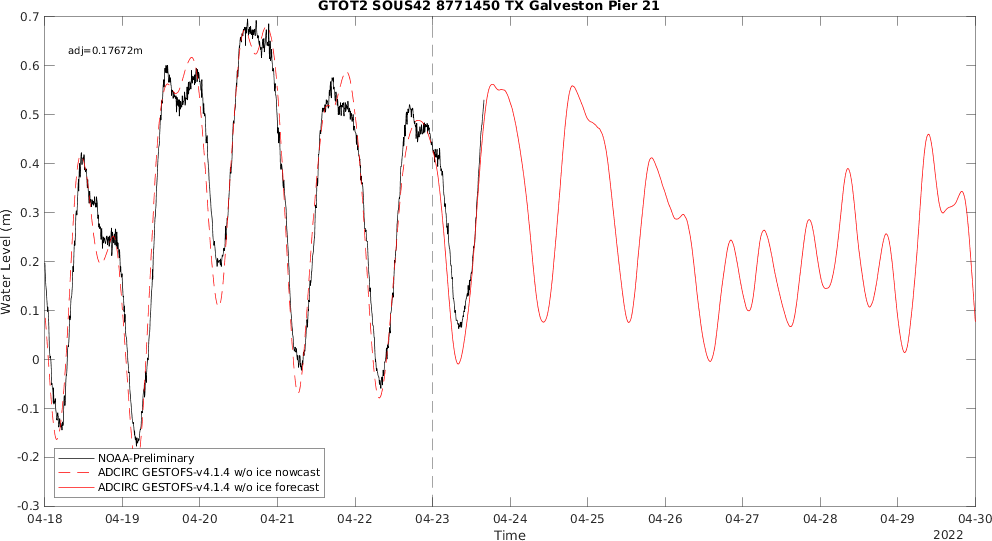 GTOT2 SOUS42 8771450 TX Galveston Pier 21
0.7
adj=0.17672m
0.6
0.5
0.4
0.3
0.2
0.1
0
-0.1
-0.2
-0.3
Water Level (m)
NOAA-Preliminary
ADCIRC GESTOFS-v4.1.4 w/o ice nowcast
ADCIRC GESTOFS-v4.1.4 w/o ice forecast
04-18 04-19 04-20 04-21 04-22 04-23 04-24 04-25 04-26 04-27 04-28 04-29 04-30
Time
2022